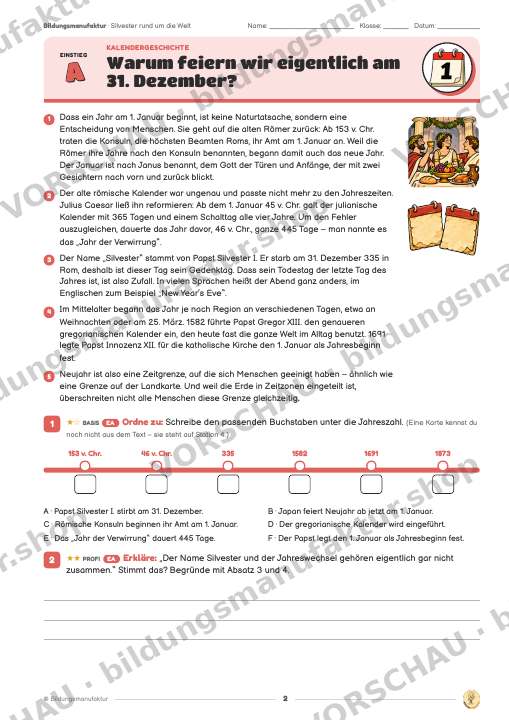 Bildungsmanufaktur · Silvester rund um die Welt Name: Klasse: Datum:
EINSTIEG
A
KALENDERGESCHICHTE
Warum feiern wir eigentlich am
31. Dezember?
1
1 Dass ein Jahr am 1. Januar beginnt, ist keine Naturtatsache, sondern eine
Entscheidung von Menschen. Sie geht auf die alten Römer zurück: Ab 153 v. Chr.
traten die Konsuln, die höchsten Beamten Roms, ihr Amt am 1. Januar an. Weil die
Römer ihre Jahre nach den Konsuln benannten, begann damit auch das neue Jahr.
Der Januar ist nach Janus benannt, dem Gott der Türen und Anfänge, der mit zwei
Gesichtern nach vorn und zurück blickt.
2 Der alte römische Kalender war ungenau und passte nicht mehr zu den Jahreszeiten.
Julius Caesar ließ ihn reformieren: Ab dem 1. Januar 45 v. Chr. galt der julianische
Kalender mit 365 Tagen und einem Schalttag alle vier Jahre. Um den Fehler
auszugleichen, dauerte das Jahr davor, 46 v. Chr., ganze 445 Tage – man nannte es
das „Jahr der Verwirrung“.
3 Der Name „Silvester“ stammt von Papst Silvester I. Er starb am 31. Dezember 335 in
Rom, deshalb ist dieser Tag sein Gedenktag. Dass sein Todestag der letzte Tag des
Jahres ist, ist also Zufall. In vielen Sprachen heißt der Abend ganz anders, im
Englischen zum Beispiel „New Year's Eve“.
4 Im Mittelalter begann das Jahr je nach Region an verschiedenen Tagen, etwa an
Weihnachten oder am 25. März. 1582 führte Papst Gregor XIII. den genaueren
gregorianischen Kalender ein, den heute fast die ganze Welt im Alltag benutzt. 1691
legte Papst Innozenz XII. für die katholische Kirche den 1. Januar als Jahresbeginn
fest.
5 Neujahr ist also eine Zeitgrenze, auf die sich Menschen geeinigt haben – ähnlich wie
eine Grenze auf der Landkarte. Und weil die Erde in Zeitzonen eingeteilt ist,
überschreiten nicht alle Menschen diese Grenze gleichzeitig.
1 ★☆ BASIS EA Ordne zu: Schreibe den passenden Buchstaben unter die Jahreszahl. (Eine Karte kennst du
noch nicht aus dem Text – sie steht auf Station 4.)
153 v. Chr. 46 v. Chr. 335 1582 1691 1873
A · Papst Silvester I. stirbt am 31. Dezember. B · Japan feiert Neujahr ab jetzt am 1. Januar.
C · Römische Konsuln beginnen ihr Amt am 1. Januar. D · Der gregorianische Kalender wird eingeführt.
E · Das „Jahr der Verwirrung“ dauert 445 Tage. F · Der Papst legt den 1. Januar als Jahresbeginn fest.
2 ★★ PROFI EA Erkläre: „Der Name Silvester und der Jahreswechsel gehören eigentlich gar nicht
zusammen.“ Stimmt das? Begründe mit Absatz 3 und 4.
© Bildungsmanufaktur 2
VORSCHAU · bildungsmanufaktur.shop
VORSCHAU · bildungsmanufaktur.shop
VORSCHAU · bildungsmanufaktur.shop